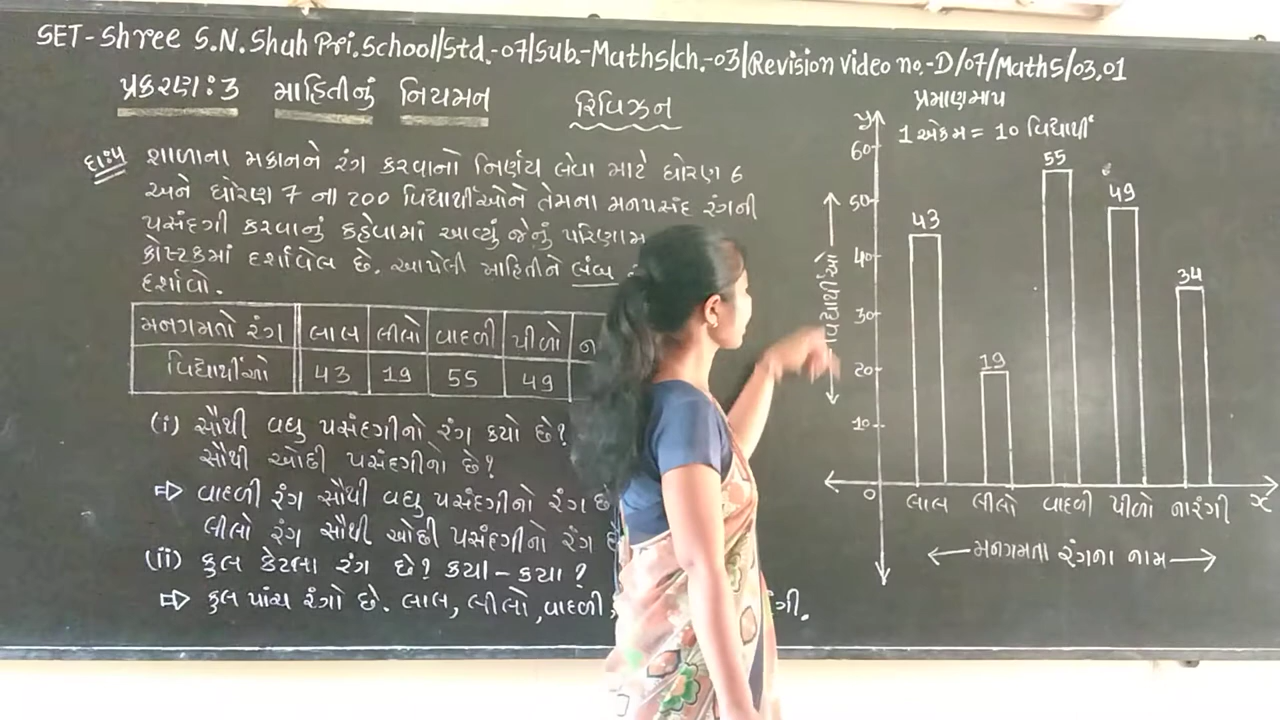 SET-Shree S.N.Shah Pri.School/Std.-07/Sub.-Maths/ch.-03/Revision video no.-D/07/Maths/03.01
પ્રકરણ:3 માહિતીનું નિયમન રિવિઝન
દા:૫ શાળાના મકાનને રંગ કરવાનો નિર્ણય લેવા માટે ધોરણ 6
અને ધોરણ 7 ના 200 વિદ્યાર્થીઓને તેમના મનપસંદ રંગની
પસંદગી કરવાનું કહેવામાં આવ્યું જેનું પરિણામ
કોષ્ટકમાં દર્શાવેલ છે. આપેલી માહિતીને લંબ
દર્શાવો.
મનગમતો રંગ લાલ લીલો વાદળી પીળો ના
વિદ્યાર્થીઓ 43 19 55 49
(i) સૌથી વધુ પસંદગીનો રંગ કયો છે?
સૌથી ઓછી પસંદગીનો છે?
⇨ વાદળી રંગ સૌથી વધુ પસંદગીનો રંગ છે
લીલો રંગ સૌથી ઓછી પસંદગીનો રંગ છે
(ii) કુલ કેટલા રંગ છે? કયા-કયા?
⇨ કુલ પાંચ રંગો છે. લાલ, લીલો, વાદળી, રંગી.
પ્રમાણમાપ
1 એકમ = 10 વિદ્યાર્થી
y
60
50
40
30
20
10
0
વિદ્યાર્થીઓ
43
19
55
49
34
લાલ લીલો વાદળી પીળો નારંગી x
મનગમતા રંગના નામ